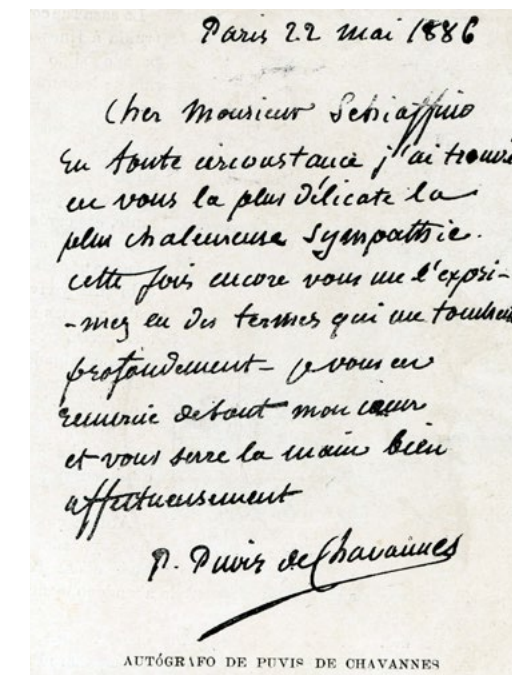 Paris 22 mai 1886
Cher Monsieur Schiaffino
En toute circonstance j'ai trouvé
en vous la plus délicate la
plus chaleureuse sympathie.
cette fois encore vous me l'expri-
-mez en des termes qui me touchent
profondement – je vous en
remercie de tout mon cœur
et vous serre la main bien
affectueusement
P. Puvis de Chavannes
AUTÓGRAFO DE PUVIS DE CHAVANNES